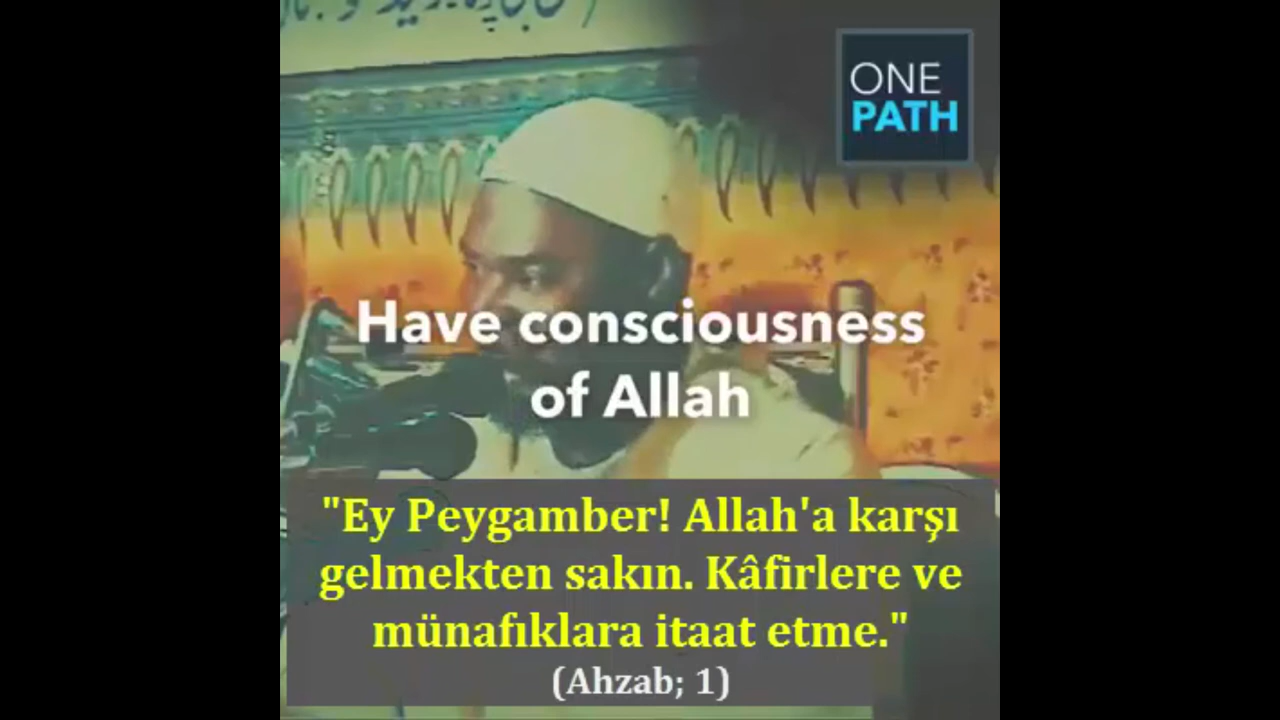 ONE
PATH
Have consciousness
of Allah
"Ey Peygamber! Allah'a karşı
gelmekten sakın. Kâfirlere ve
münafıklara itaat etme."
(Ahzab; 1)